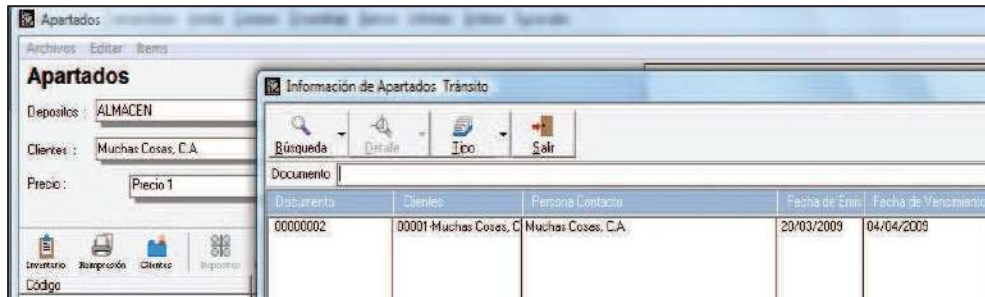 Apartados
Archivos Editar Items
Apartados
Depositos : ALMACEN
Clientes : Muchas Cosas, C.A.
Precio : Precio 1
Inventario Reimpresión Clientes Depositos
Código
Información de Apartados Tránsito
Búsqueda Detalle Tipo Salir
Documento
Documento Clientes Persona Contacto Fecha de Emis Fecha de Vencimiento
00000002 00001-Muchas Cosas, C Muchas Cosas, C.A. 20/03/2009 04/04/2009